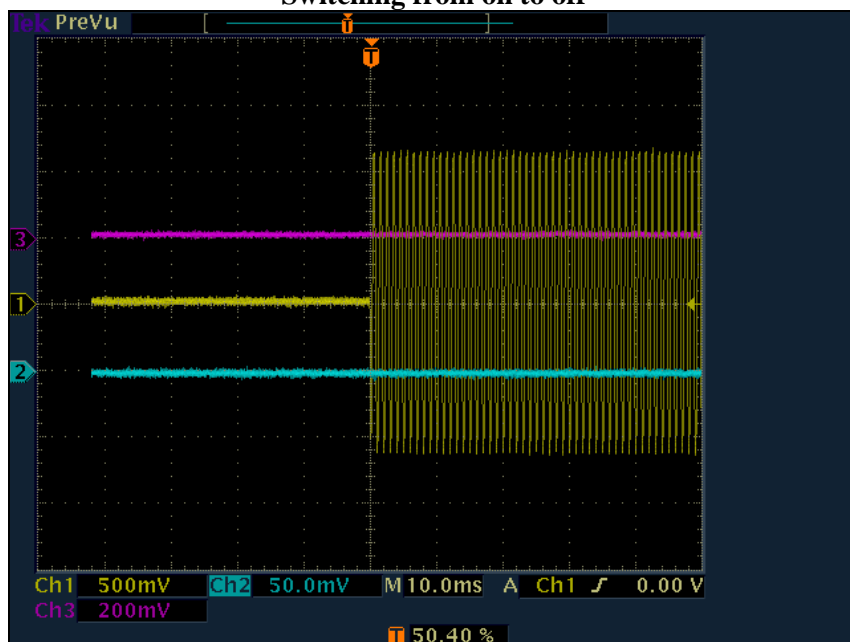 Switching from on to off
Tek PreVu
T
T
3
1
2
Ch1 500mV Ch2 50.0mV M 10.0ms A Ch1 0.00 V
Ch3 200mV
T 50.40 %